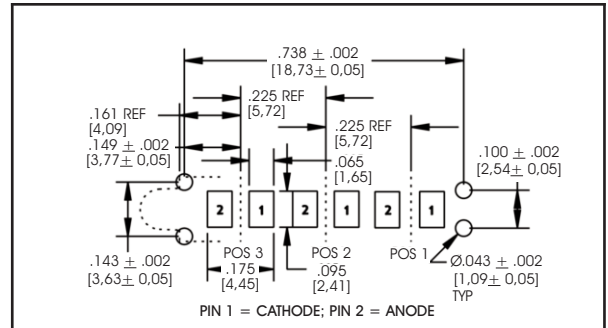 .738 ± .002
[18,73± 0,05]
.161 REF
[4,09]
.225 REF
[5,72]
.149 ± .002
[3,77± 0,05]
.225 REF
[5,72]
.065
[1,65]
.100 ± .002
[2,54± 0,05]
2 1 2 1 2 1
POS 3 POS 2 POS 1
.143 ± .002
[3,63± 0,05]
.175
[4,45]
.095
[2,41]
Ø.043 ± .002
[1,09± 0,05]
TYP
PIN 1 = CATHODE; PIN 2 = ANODE